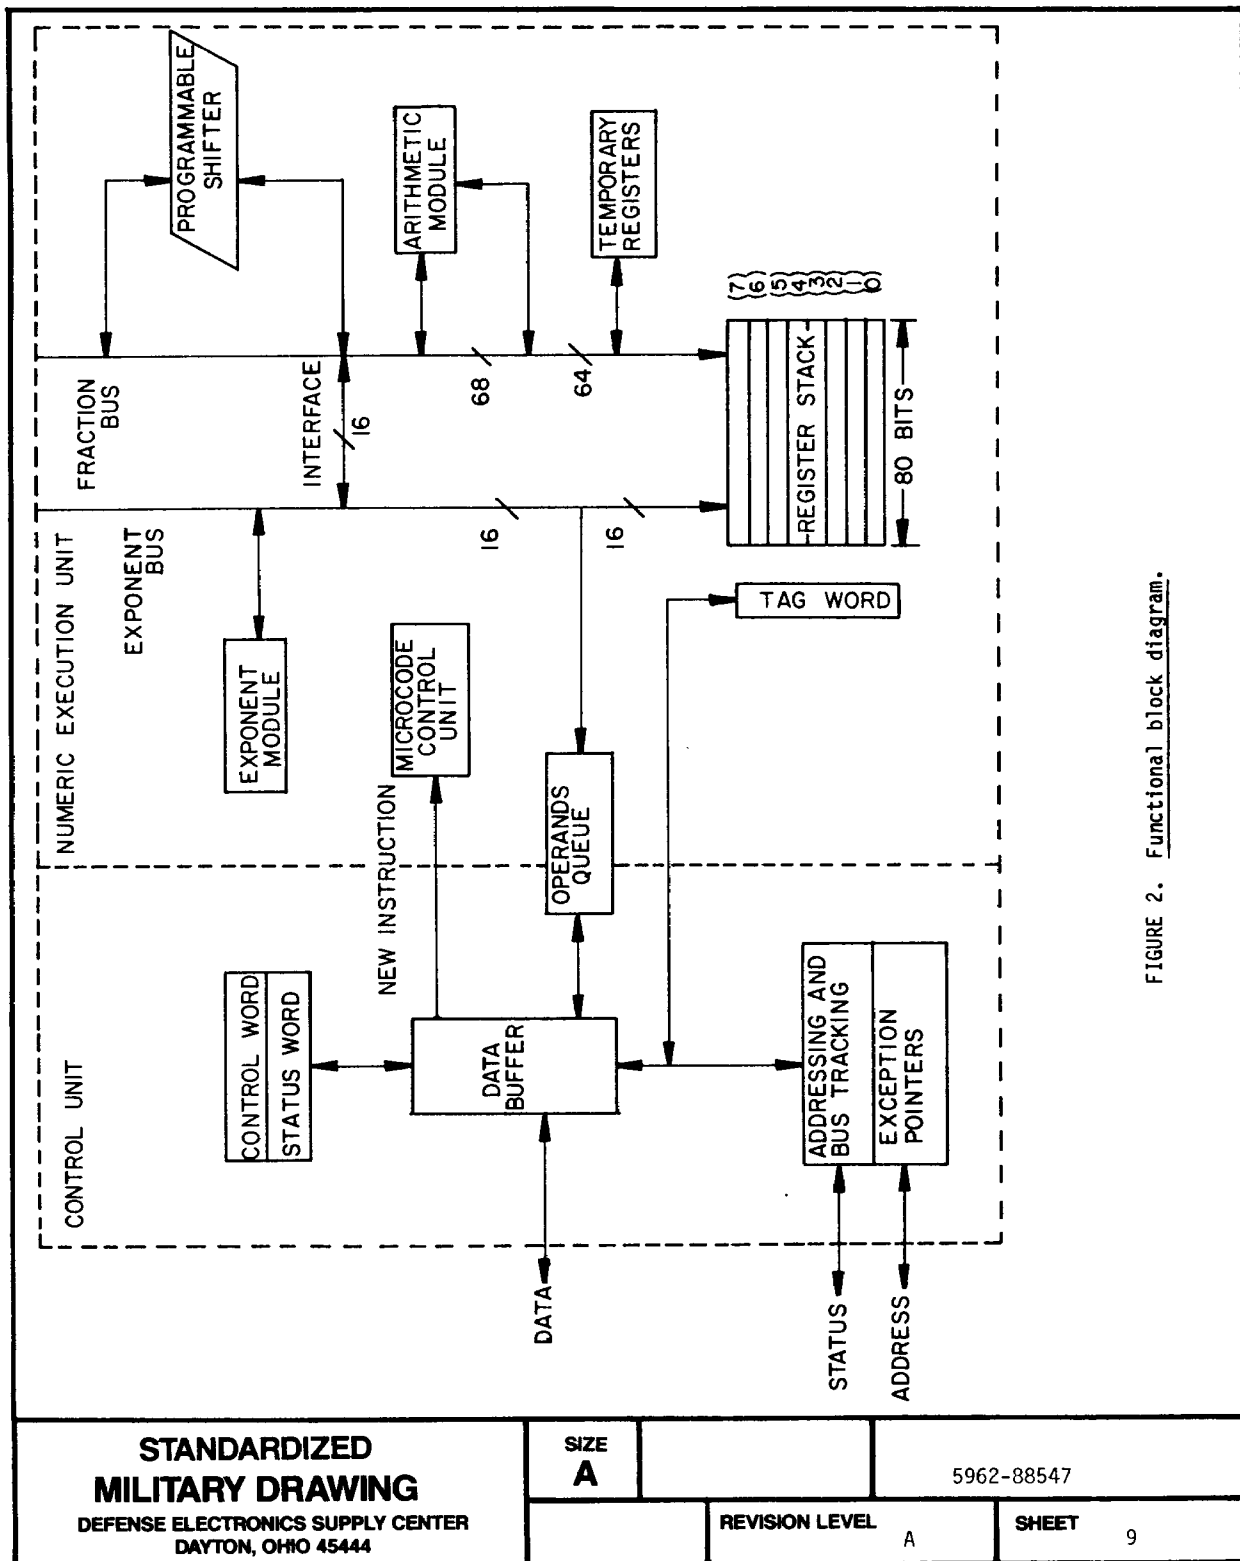 CONTROL UNIT
NUMERIC EXECUTION UNIT
CONTROL WORD
STATUS WORD
NEW INSTRUCTION
DATA
BUFFER
DATA
STATUS
ADDRESS
ADDRESSING AND
BUS TRACKING
EXCEPTION
POINTERS
EXPONENT
MODULE
MICROCODE
CONTROL
UNIT
OPERANDS
QUEUE
TAG WORD
EXPONENT
BUS
FRACTION
BUS
INTERFACE
16
16
16
68
64
PROGRAMMABLE
SHIFTER
ARITHMETIC
MODULE
TEMPORARY
REGISTERS
REGISTER STACK
(7)
(6)
(5)
(4)
(3)
(2)
(1)
(0)
80 BITS
FIGURE 2. Functional block diagram.
STANDARDIZED
MILITARY DRAWING
DEFENSE ELECTRONICS SUPPLY CENTER
DAYTON, OHIO 45444
SIZE
A
5962-88547
REVISION LEVEL
A
SHEET
9